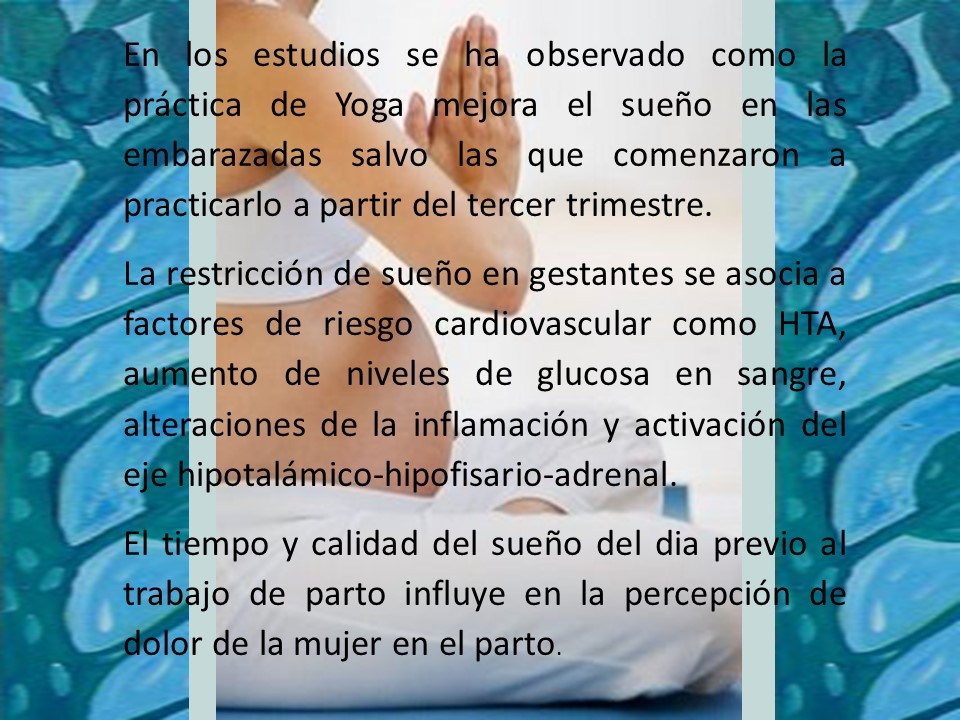 En los estudios se ha observado como la
práctica de Yoga mejora el sueño en las
embarazadas salvo las que comenzaron a
practicarlo a partir del tercer trimestre.
La restricción de sueño en gestantes se asocia a
factores de riesgo cardiovascular como HTA,
aumento de niveles de glucosa en sangre,
alteraciones de la inflamación y activación del
eje hipotalámico-hipofisario-adrenal.
El tiempo y calidad del sueño del dia previo al
trabajo de parto influye en la percepción de
dolor de la mujer en el parto.